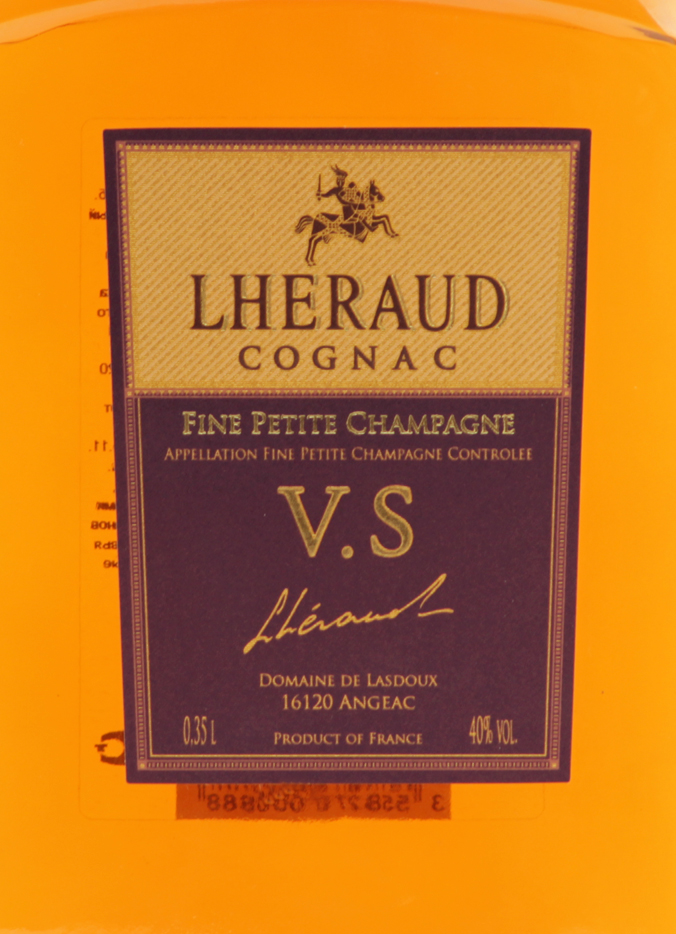 LHERAUD
COGNAC
FINE PETITE CHAMPAGNE
APPELLATION FINE PETITE CHAMPAGNE CONTROLEE
V.S
Lhéraud
DOMAINE DE LASDOUX
16120 ANGEAC
0,35 L PRODUCT OF FRANCE 40% VOL.